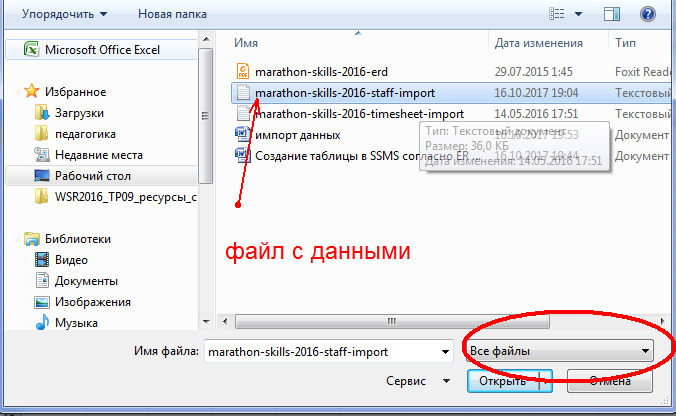 Упорядочить Новая папка
Microsoft Office Excel
Избранное
Загрузки
педагогика
Недавние места
Рабочий стол
WSR2016_TP09_ресурсы_с
Библиотеки
Видео
Документы
Изображения
Музыка
Имя Дата изменения Тип
marathon-skills-2016-erd 29.07.2015 1:45 Foxit Reade
marathon-skills-2016-staff-import 16.10.2017 19:04 Текстовый
marathon-skills-2016-timesheet-import 14.05.2016 17:51 Текстовый
импорт данных 53 Документ
Создание таблицы в SSMS согласно ER ... 16.10.2017 19:44 Документ
Тип: Текстовый документ
Размер: 36,0 КБ
Дата изменения: 14.05.2016 17:51
файл с данными
Имя файла: marathon-skills-2016-staff-import Все файлы
Сервис Открыть Отмена